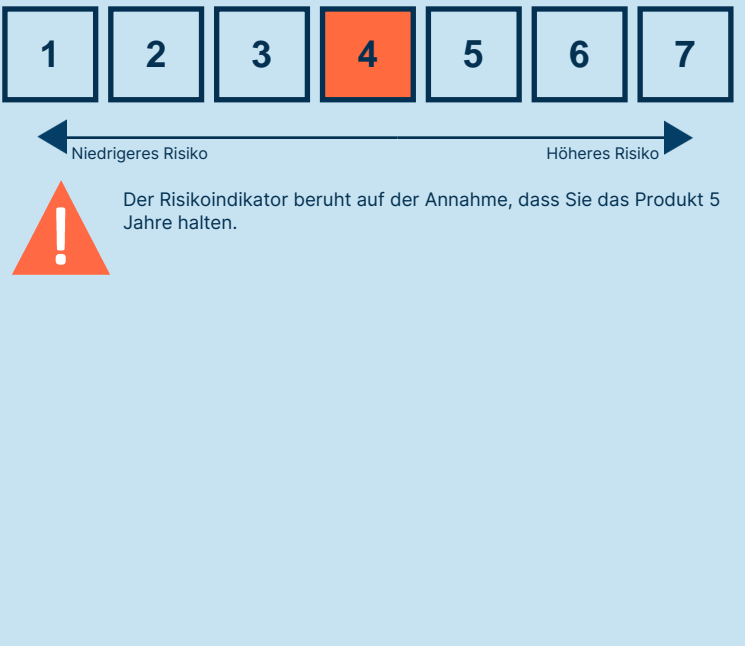 1 2 3 4 5 6 7
Niedrigeres Risiko Höheres Risiko
!
Der Risikoindikator beruht auf der Annahme, dass Sie das Produkt 5
Jahre halten.